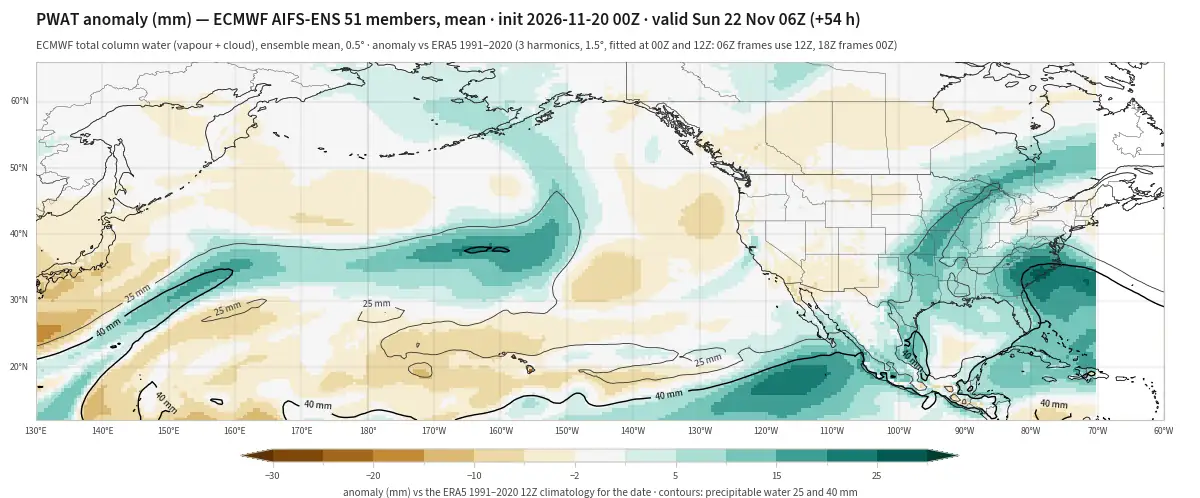 PWAT anomaly (mm) — ECMWF AIFS-ENS 51 members, mean · init 2026-11-20 00Z · valid Sun 22 Nov 06Z (+54 h)
ECMWF total column water (vapour + cloud), ensemble mean, 0.5° · anomaly vs ERA5 1991–2020 (3 harmonics, 1.5°, fitted at 00Z and 12Z: 06Z frames use 12Z, 18Z frames 00Z)
60°N
50°N
40°N
30°N
20°N
25 mm
25 mm
25 mm
40 mm
25 mm
40 mm
40 mm
40 mm
40 mm
40 mm
130°E 140°E 150°E 160°E 170°E 180° 170°W 160°W 150°W 140°W 130°W 120°W 110°W 100°W 90°W 80°W 70°W 60°W
−30 −20 −10 −2 5 15 25
anomaly (mm) vs the ERA5 1991–2020 12Z climatology for the date · contours: precipitable water 25 and 40 mm